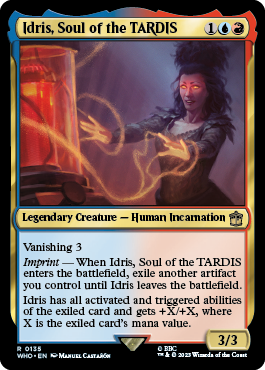 Idris, Soul of the TARDIS 1
Legendary Creature — Human Incarnation
Vanishing 3
Imprint — When Idris, Soul of the TARDIS
enters the battlefield, exile another artifact
you control until Idris leaves the battlefield.
Idris has all activated and triggered abilities
of the exiled card and gets +X/+X, where
X is the exiled card's mana value.
3/3
R 0135
WHO • EN MANUEL CASTAÑÓN
© BBC
™ & © 2023 Wizards of the Coast